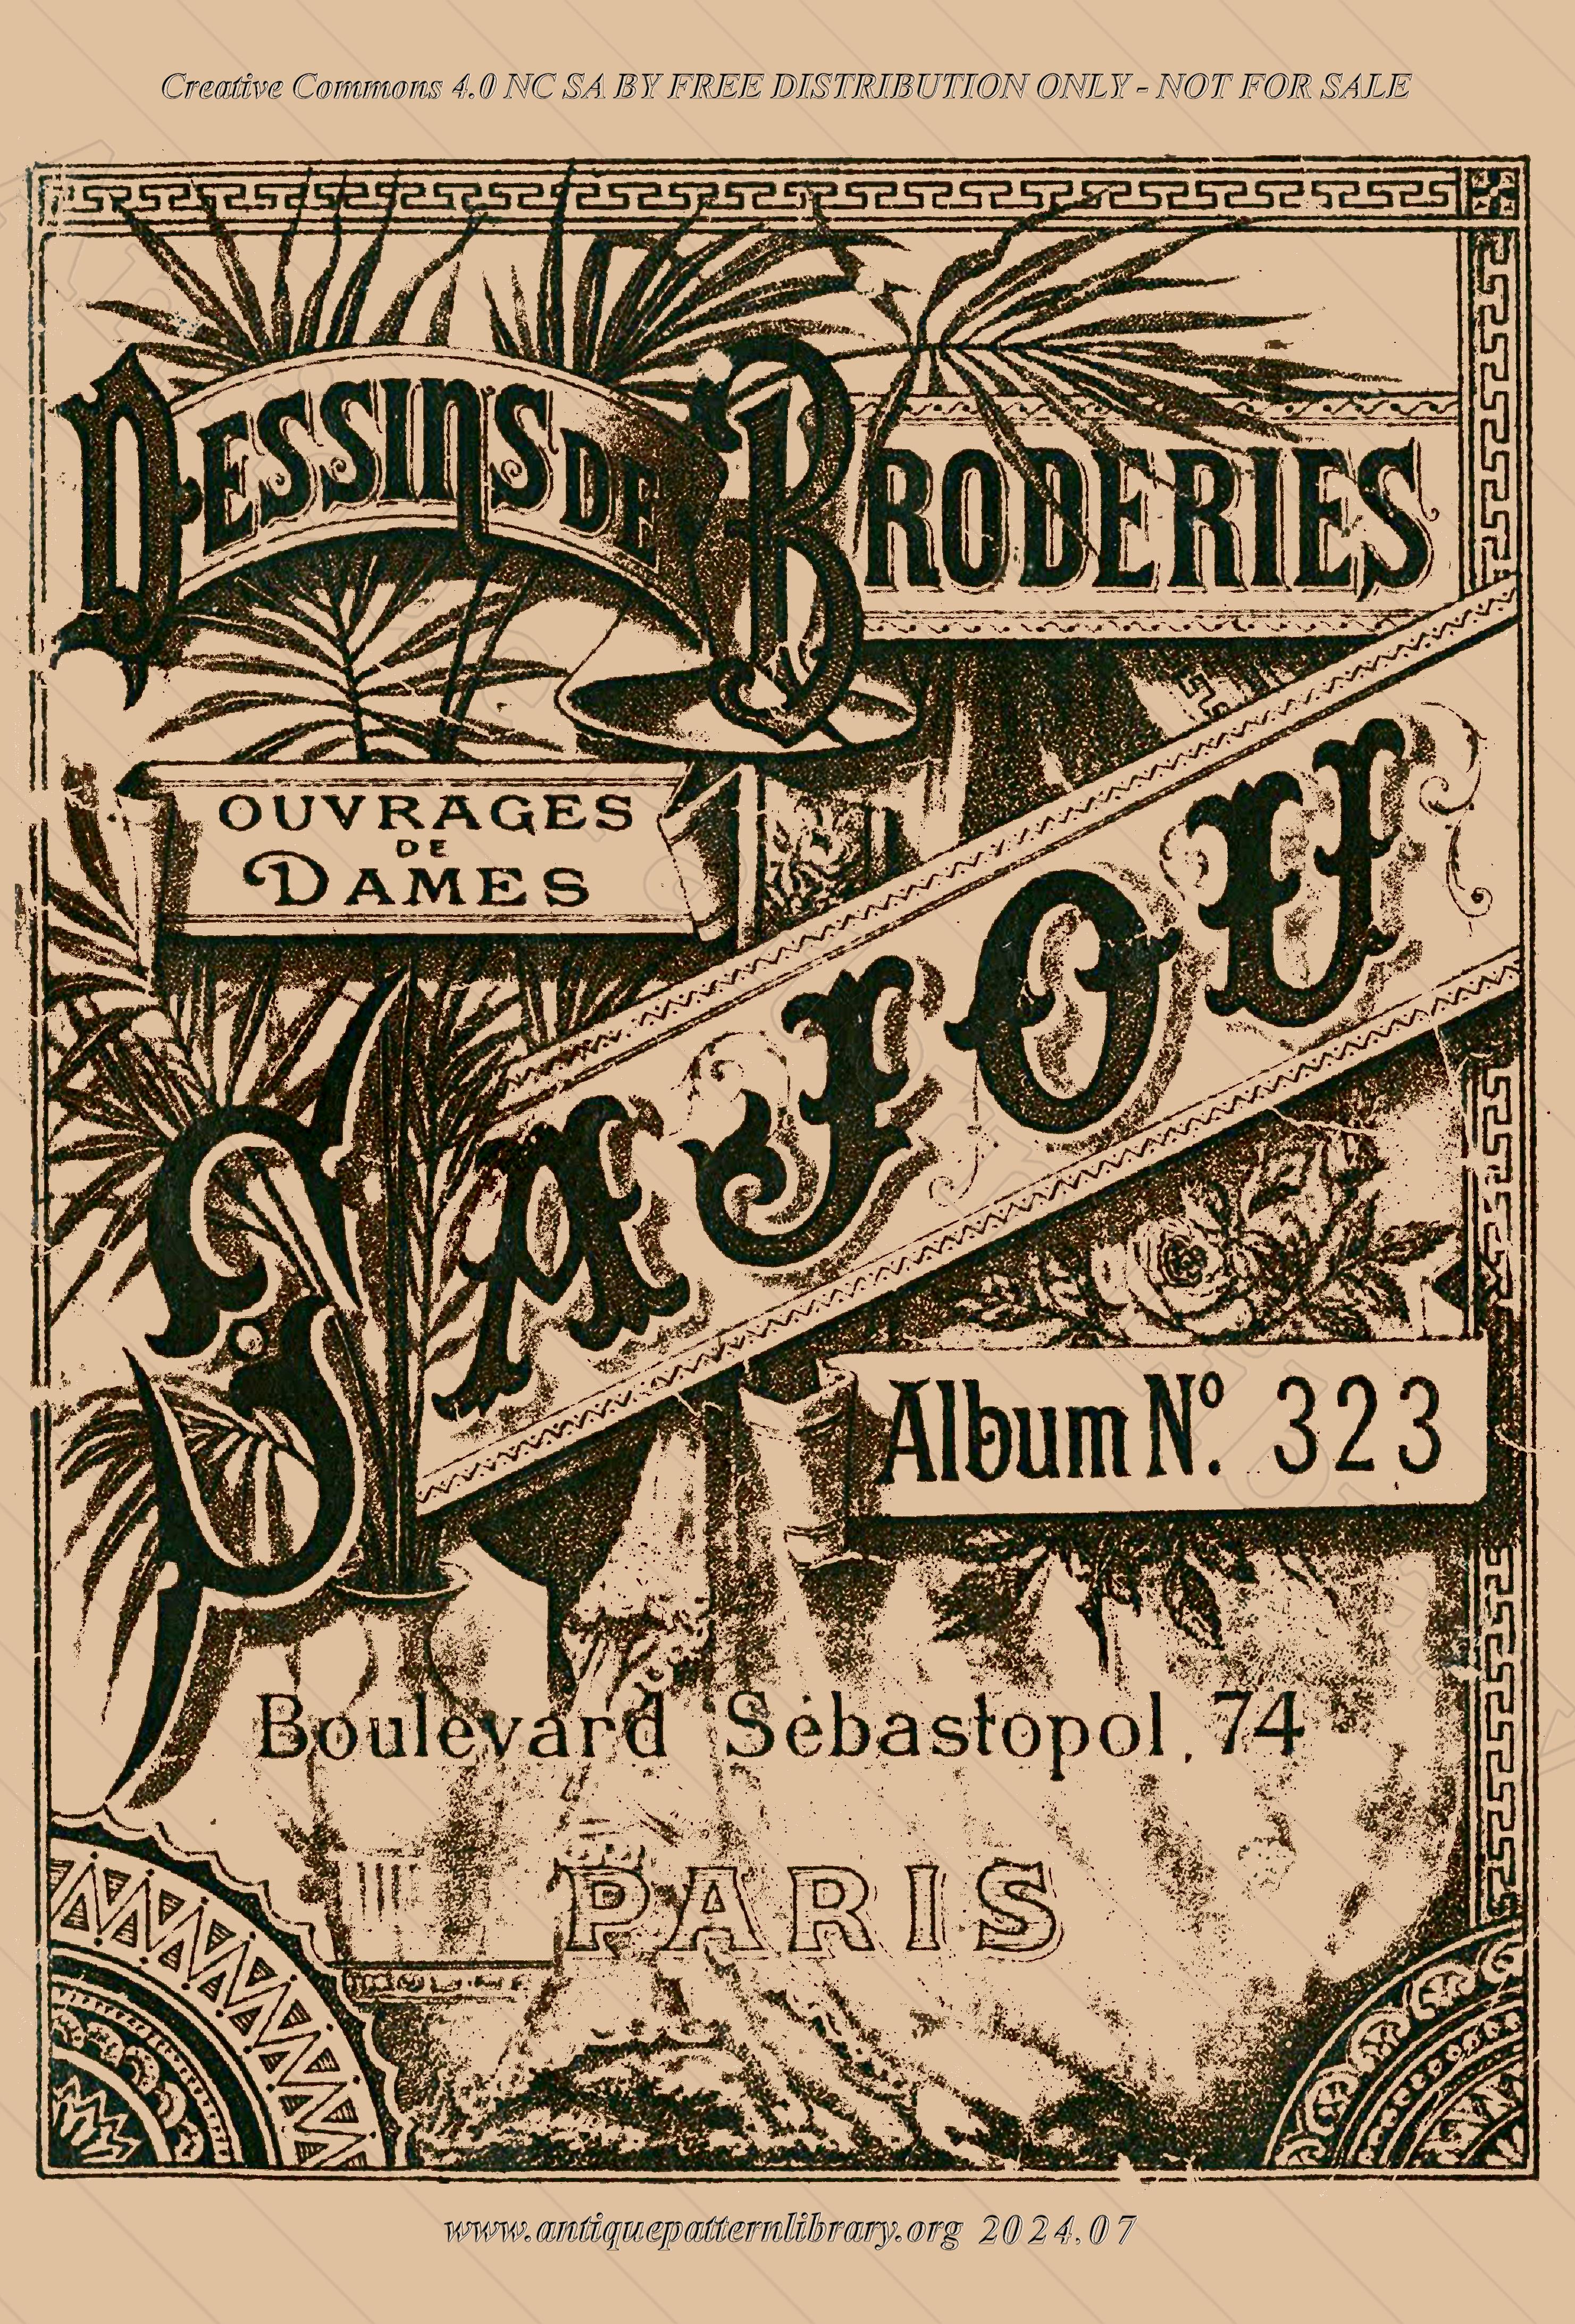 Creative Commons 4.0 NC SA BY FREE DISTRIBUTION ONLY - NOT FOR SALE
DESSINS DE BRODERIES
OUVRAGES
DE
DAMES
Sajou
Album Nº. 323
Boulevard Sébastopol, 74
PARIS
www.antiquepatternlibrary.org 2024.07